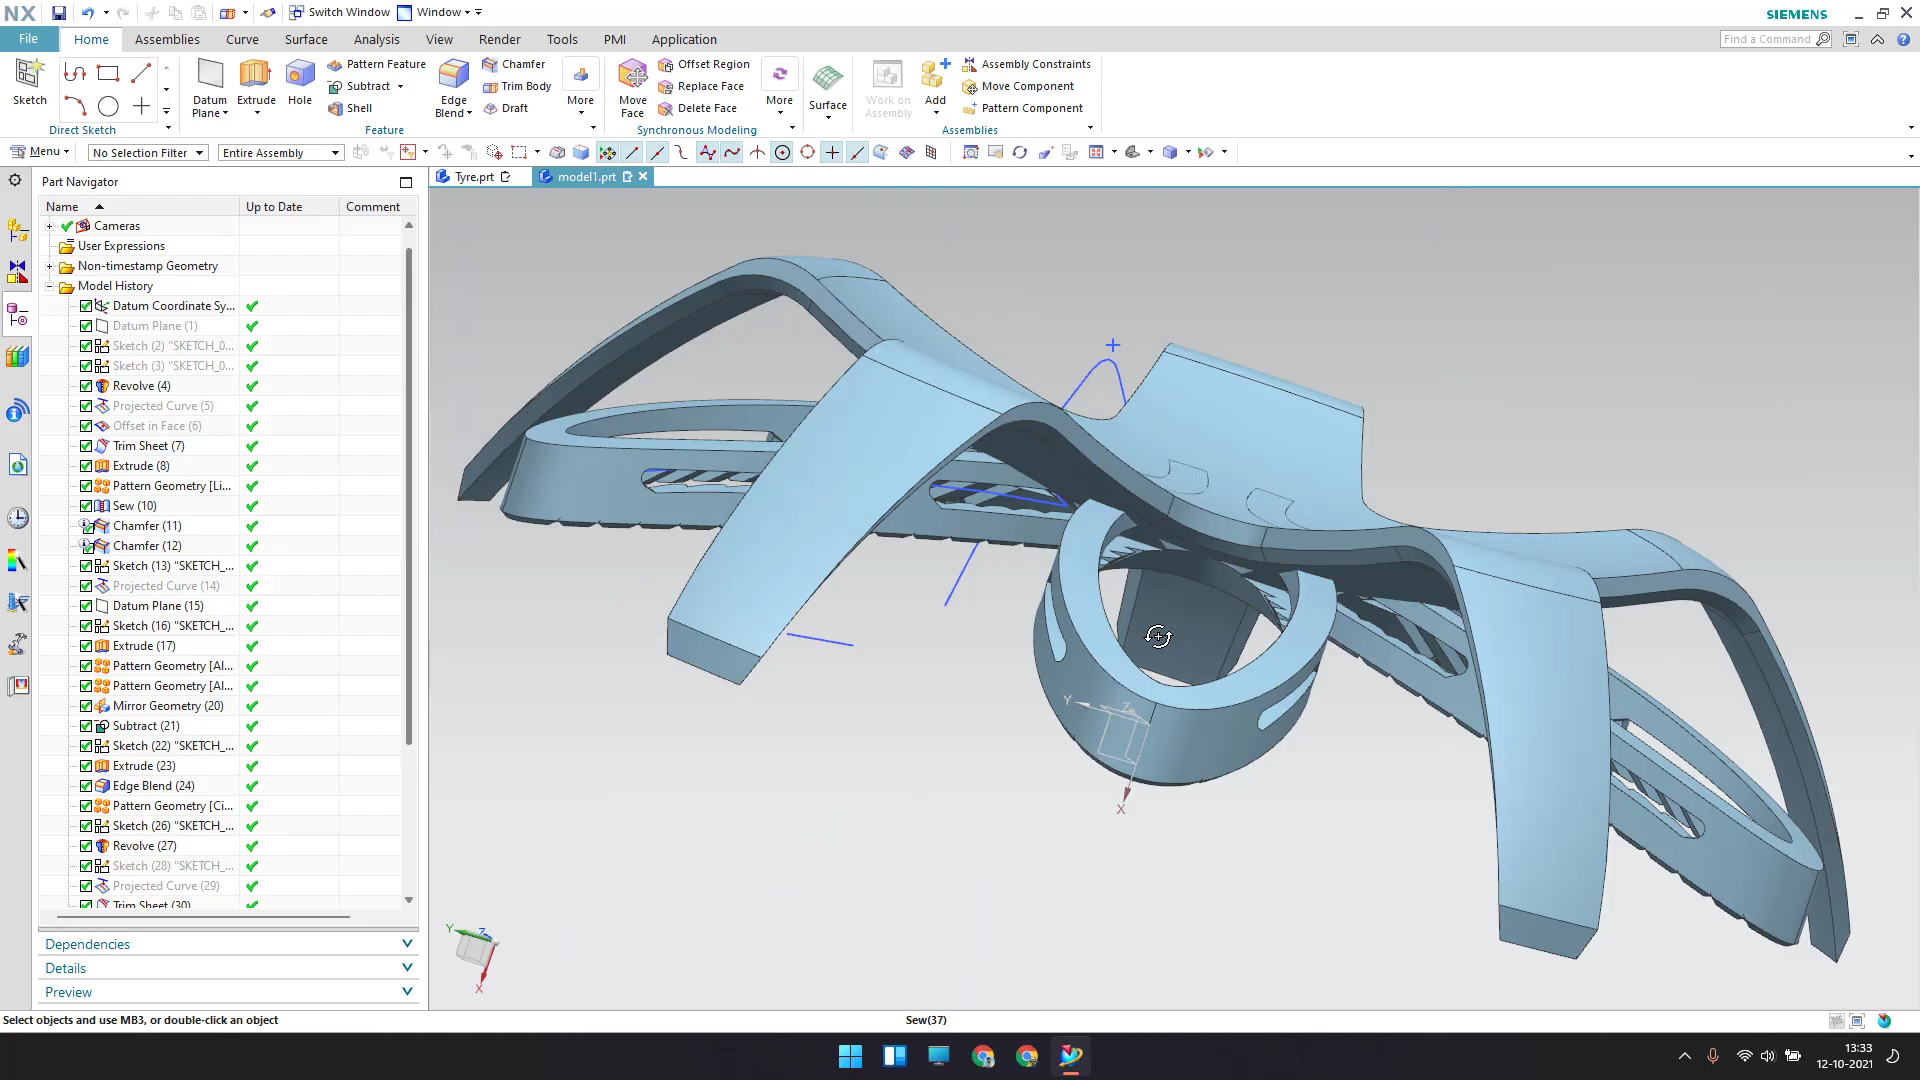 NX
Switch Window
Window
SIEMENS
File
Home
Assemblies
Curve
Surface
Analysis
View
Render
Tools
PMI
Application
Find a Command
Sketch
Direct Sketch
Datum Plane
Extrude
Hole
Pattern Feature
Subtract
Shell
Edge Blend
Chamfer
Trim Body
Draft
More
Feature
Move Face
Offset Region
Replace Face
Delete Face
More
Synchronous Modeling
Surface
Work on Assembly
Add
Assembly Constraints
Move Component
Pattern Component
Assemblies
Menu
No Selection Filter
Entire Assembly
Part Navigator
Tyre.prt
model1.prt
Name
Up to Date
Comment
Cameras
User Expressions
Non-timestamp Geometry
Model History
Datum Coordinate Sy...
Datum Plane (1)
Sketch (2) "SKETCH_0...
Sketch (3) "SKETCH_0...
Revolve (4)
Projected Curve (5)
Offset in Face (6)
Trim Sheet (7)
Extrude (8)
Pattern Geometry [Li...
Sew (10)
Chamfer (11)
Chamfer (12)
Sketch (13) "SKETCH_...
Projected Curve (14)
Datum Plane (15)
Sketch (16) "SKETCH_...
Extrude (17)
Pattern Geometry [Al...
Pattern Geometry [Al...
Mirror Geometry (20)
Subtract (21)
Sketch (22) "SKETCH_...
Extrude (23)
Edge Blend (24)
Pattern Geometry [Ci...
Sketch (26) "SKETCH_...
Revolve (27)
Sketch (28) "SKETCH_...
Projected Curve (29)
Trim Sheet (30)
Dependencies
Details
Preview
Y
Z
X
Y
Z
X
Select objects and use MB3, or double-click an object
Sew(37)
13:33
12-10-2021